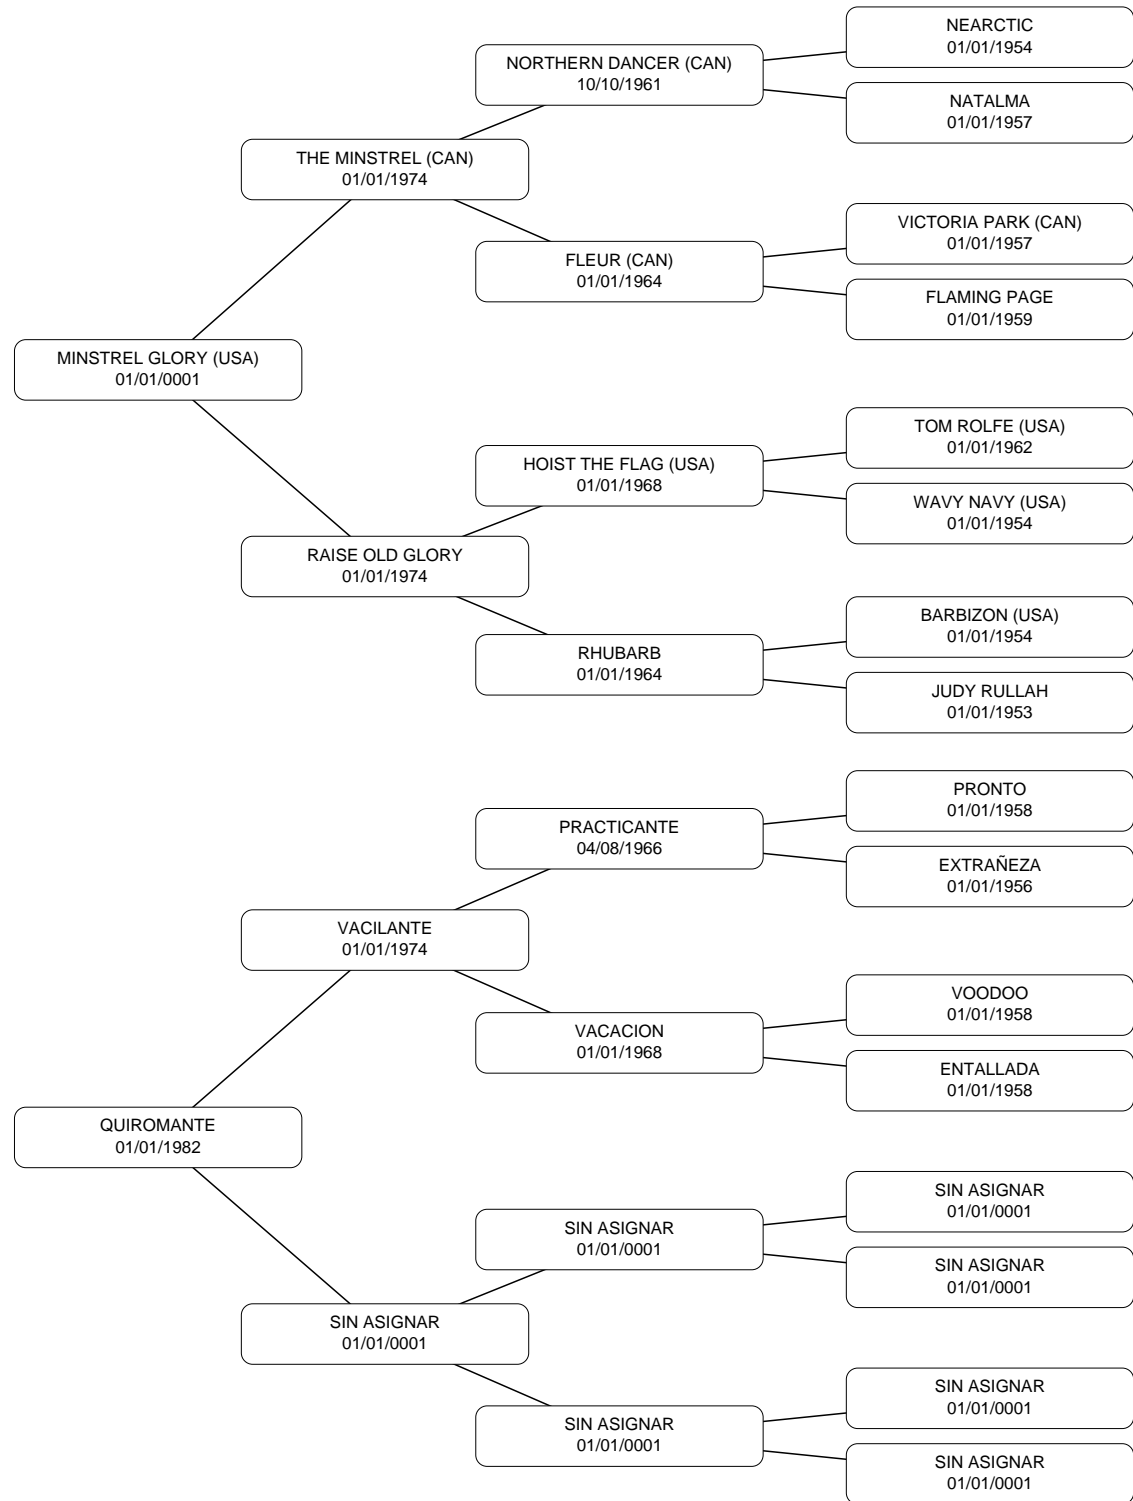 NEARCTIC
01/01/1954
NORTHERN DANCER (CAN)
10/10/1961
NATALMA
01/01/1957
THE MINSTREL (CAN)
01/01/1974
VICTORIA PARK (CAN)
01/01/1957
FLEUR (CAN)
01/01/1964
FLAMING PAGE
01/01/1959
MINSTREL GLORY (USA)
01/01/0001
TOM ROLFE (USA)
01/01/1962
HOIST THE FLAG (USA)
01/01/1968
WAVY NAVY (USA)
01/01/1954
RAISE OLD GLORY
01/01/1974
BARBIZON (USA)
01/01/1954
RHUBARB
01/01/1964
JUDY RULLAH
01/01/1953
PRONTO
01/01/1958
PRACTICANTE
04/08/1966
EXTRAÑEZA
01/01/1956
VACILANTE
01/01/1974
VOODOO
01/01/1958
VACACION
01/01/1968
ENTALLADA
01/01/1958
QUIROMANTE
01/01/1982
SIN ASIGNAR
01/01/0001
SIN ASIGNAR
01/01/0001
SIN ASIGNAR
01/01/0001
SIN ASIGNAR
01/01/0001
SIN ASIGNAR
01/01/0001
SIN ASIGNAR
01/01/0001
SIN ASIGNAR
01/01/0001